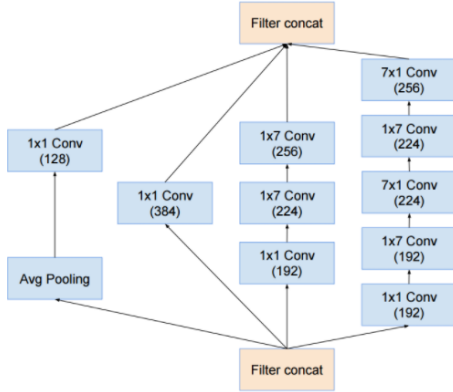 Filter concat
1x1 Conv
(128)
Avg Pooling
1x1 Conv
(384)
1x7 Conv
(256)
1x7 Conv
(224)
1x1 Conv
(192)
7x1 Conv
(256)
1x7 Conv
(224)
7x1 Conv
(224)
1x7 Conv
(192)
1x1 Conv
(192)
Filter concat